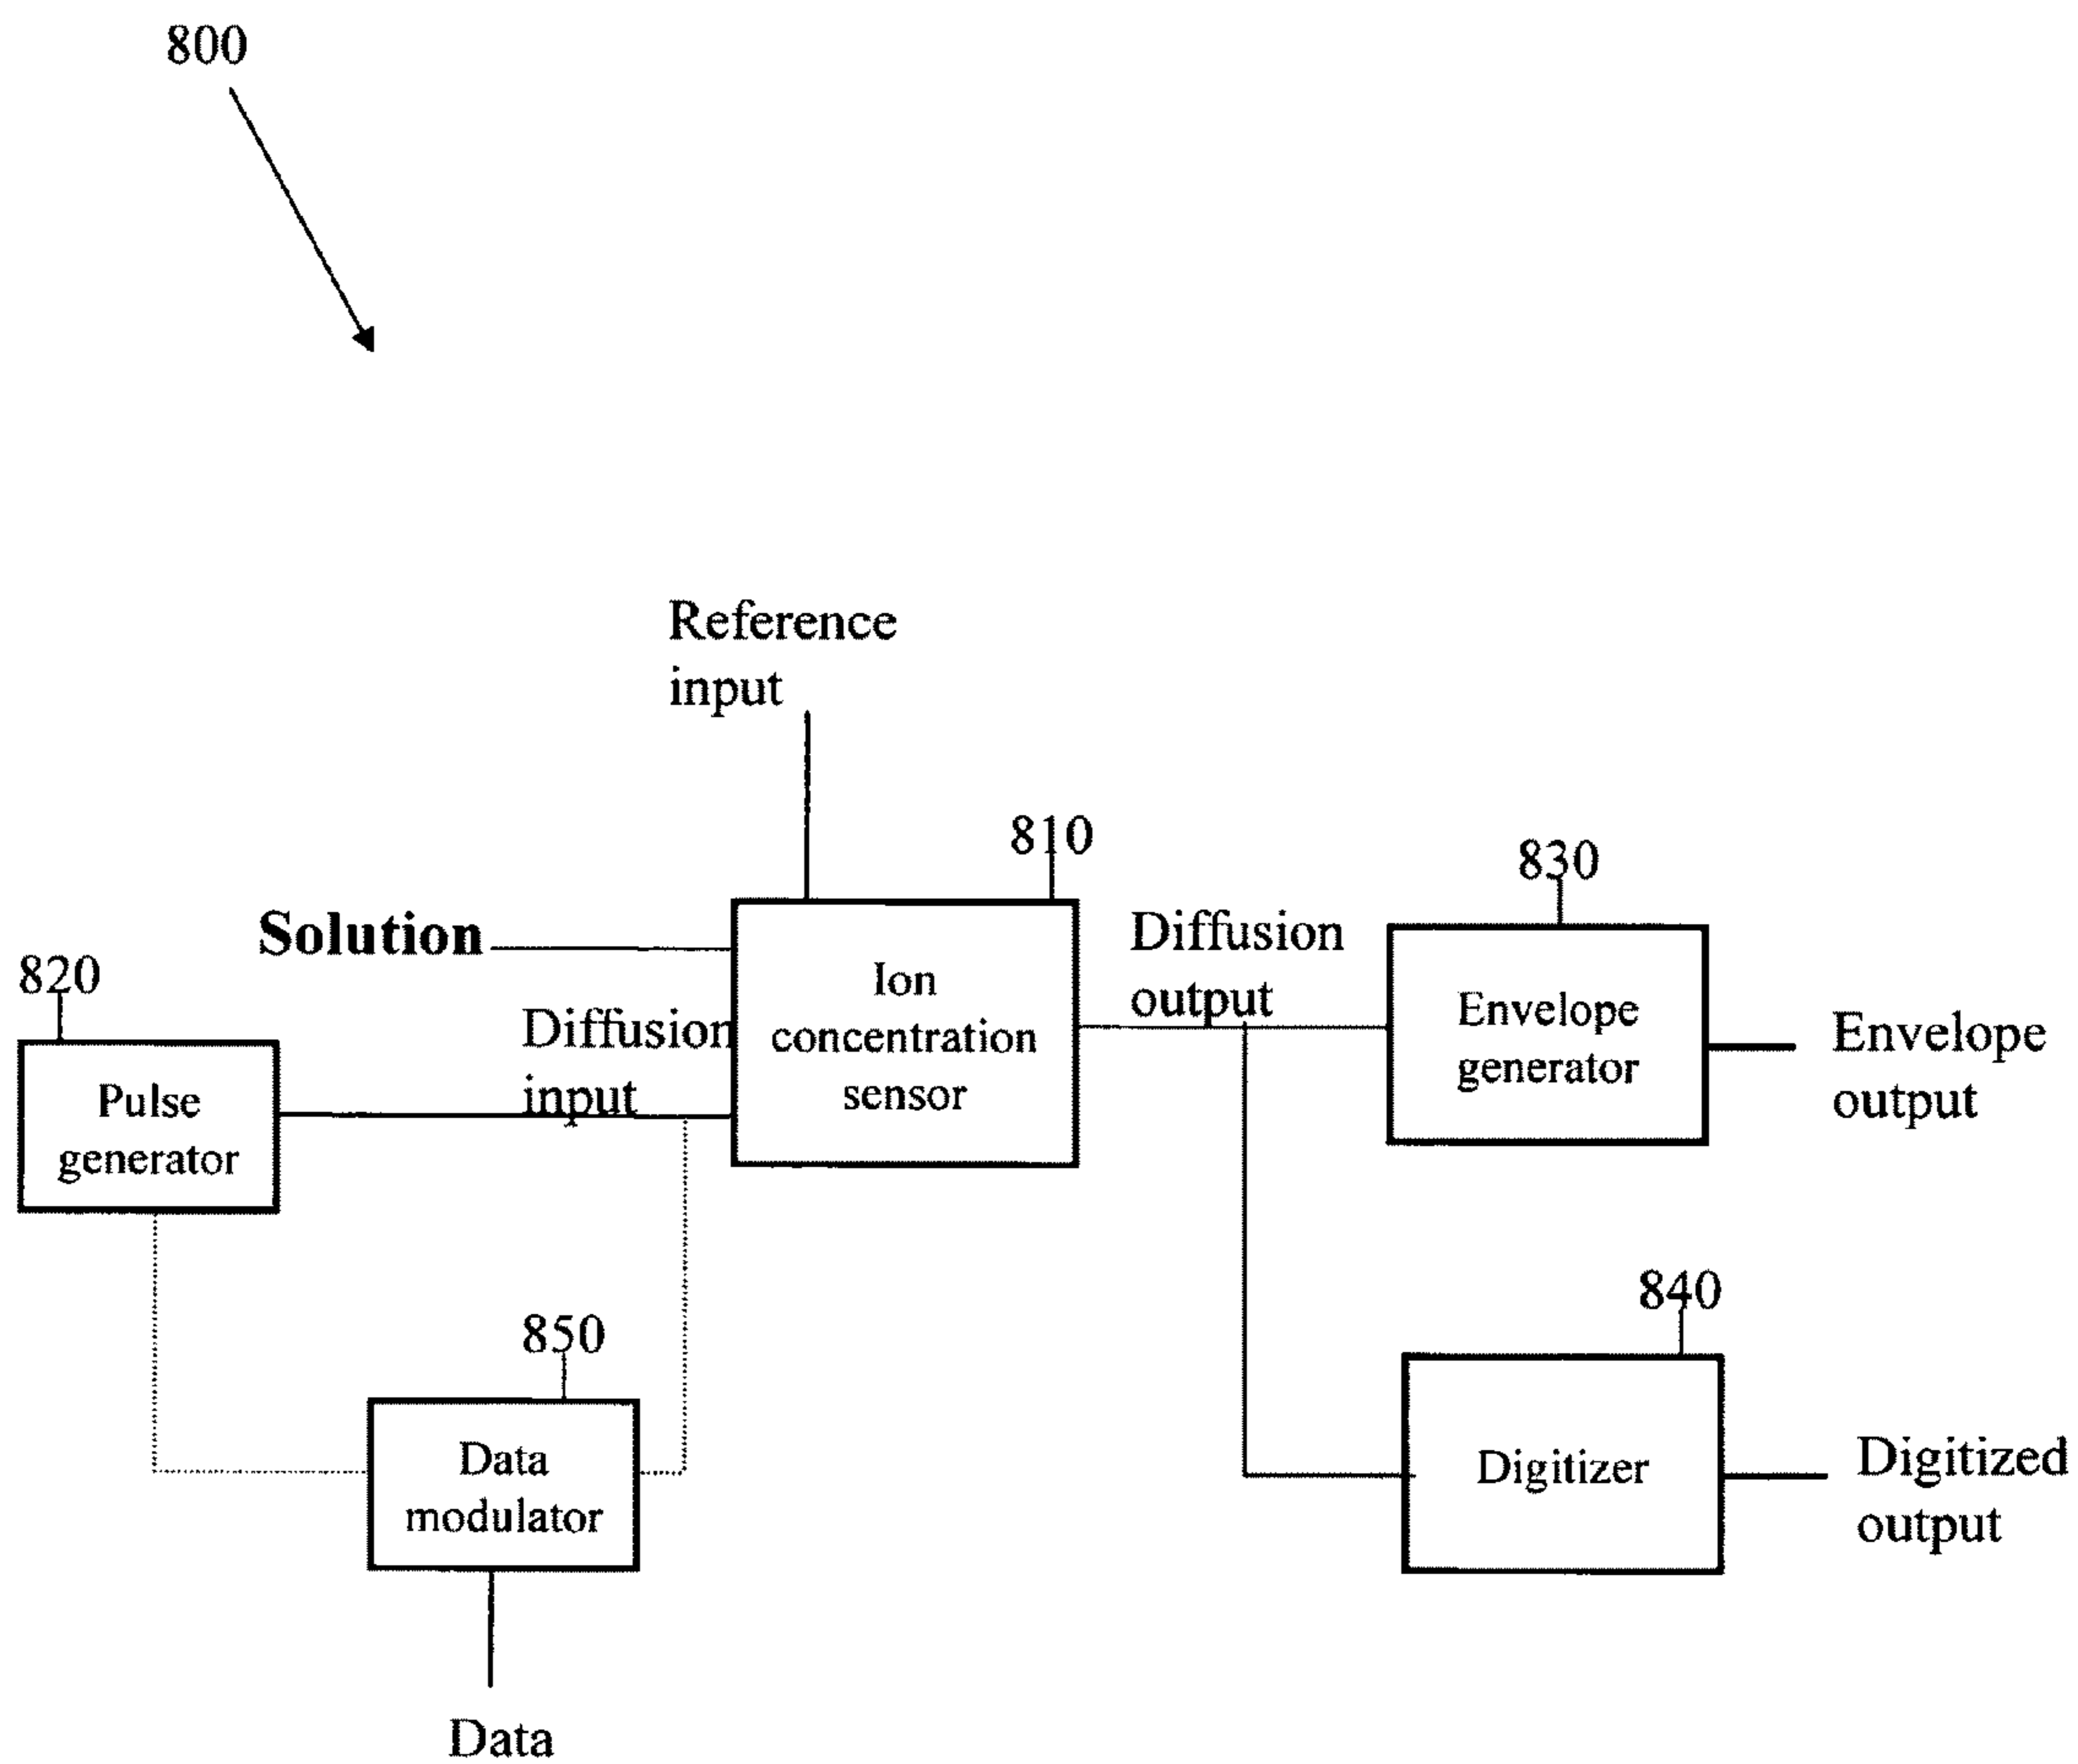 800
Reference
input
810
830
Solution
Diffusion
output
Ion
concentration
sensor
Envelope
generator
Envelope
output
820
Diffusion
input
Pulse
generator
840
850
Data
modulator
Digitizer
Digitized
output
Data